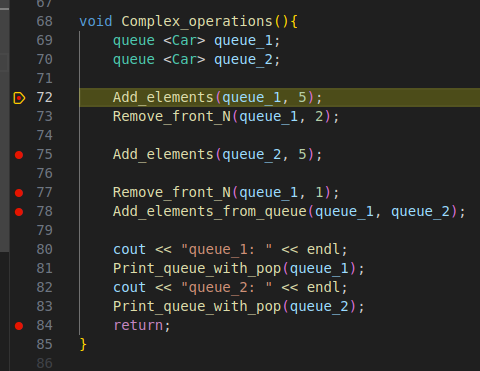 67
68 void Complex_operations(){
69 queue <Car> queue_1;
70 queue <Car> queue_2;
71
72 Add_elements(queue_1, 5);
73 Remove_front_N(queue_1, 2);
74
75 Add_elements(queue_2, 5);
76
77 Remove_front_N(queue_1, 1);
78 Add_elements_from_queue(queue_1, queue_2);
79
80 cout << "queue_1: " << endl;
81 Print_queue_with_pop(queue_1);
82 cout << "queue_2: " << endl;
83 Print_queue_with_pop(queue_2);
84 return;
85 }
86